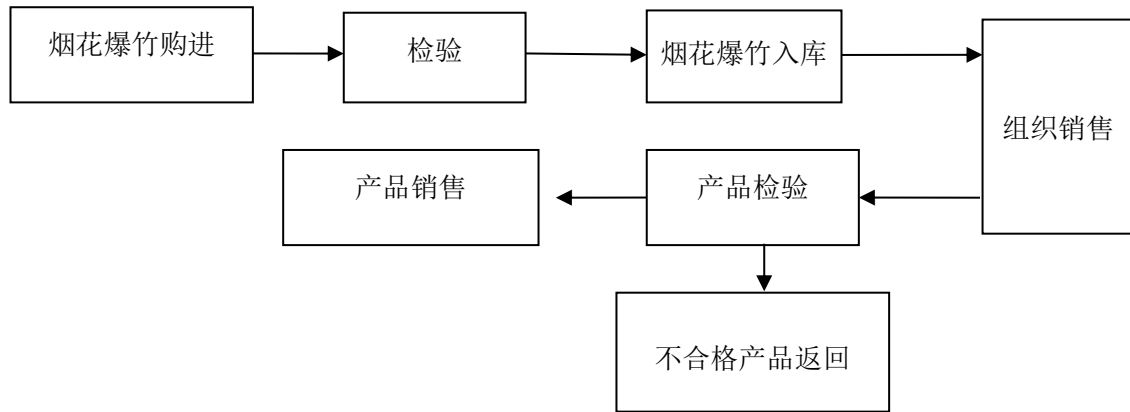 烟花爆竹购进
检验
烟花爆竹入库
组织销售
产品销售
产品检验
不合格产品返回